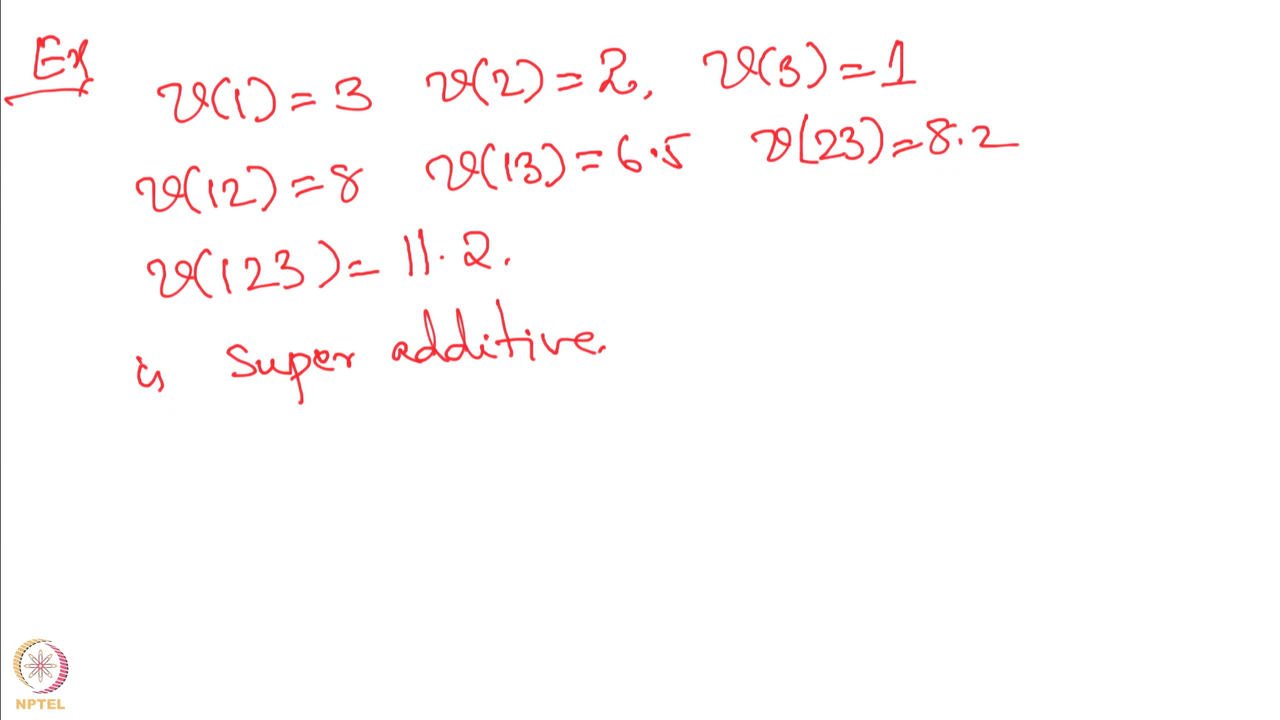 Ex
v(1) = 3 v(2) = 2, v(3) = 1
v(12) = 8 v(13) = 6.5 v(23) = 8.2
v(123) = 11.2.
is Super additive.
NPTEL